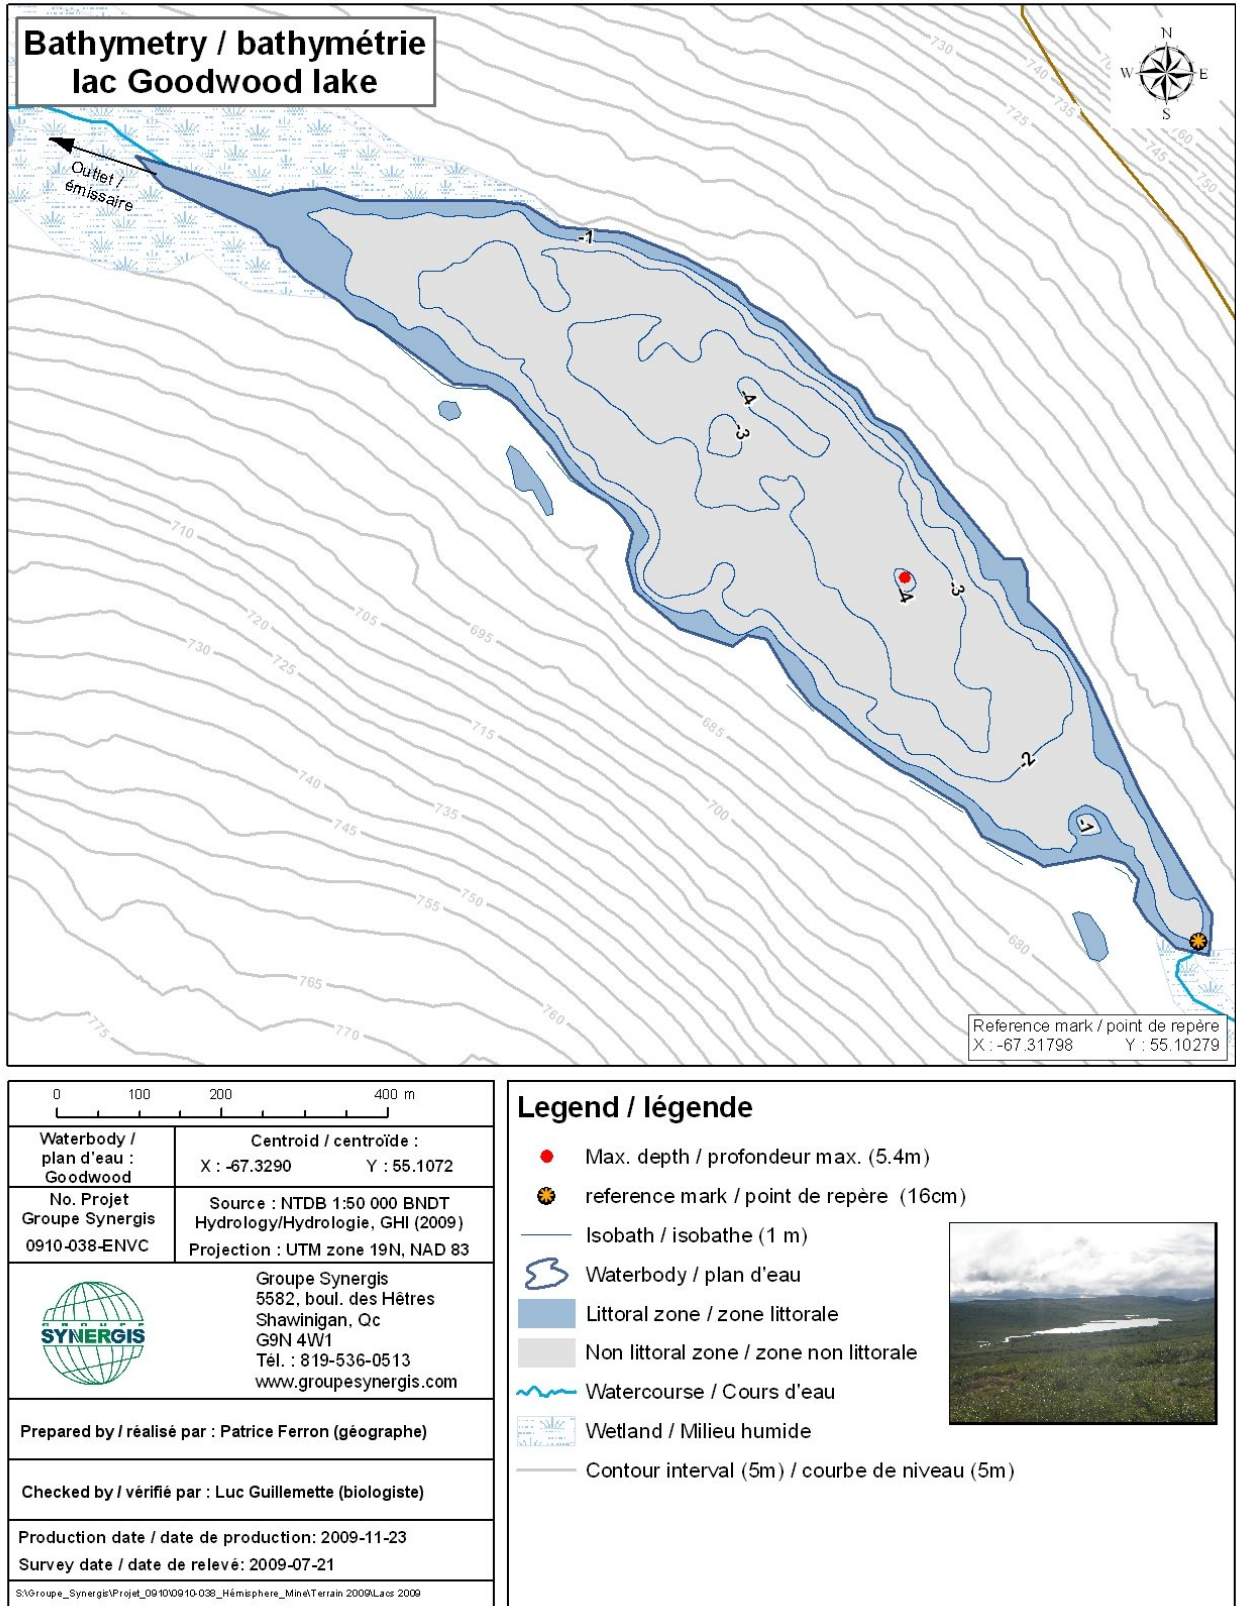 Bathymetry / bathymétrie
lac Goodwood lake
N
W E
S
Outlet /
émissaire
730
740
725
735
760
745
750
-1
-4
-3
-4
-3
-2
-1
710
720
730
725
705
695
715
685
740
745
735
700
755
750
765
770
775
760
680
Reference mark / point de repère
X : -67.31798 Y : 55.10279
0 100 200 400 m
Waterbody /
plan d'eau :
Goodwood
Centroid / centroïde :
X : -67.3290 Y : 55.1072
No. Projet
Groupe Synergis
0910-038-ENVC
Source : NTDB 1:50 000 BNDT
Hydrology/Hydrologie, GHI (2009)
Projection : UTM zone 19N, NAD 83
GROUPE
SYNERGIS
Groupe Synergis
5582, boul. des Hêtres
Shawinigan, Qc
G9N 4W1
Tél. : 819-536-0513
www.groupesynergis.com
Prepared by / réalisé par : Patrice Ferron (géographe)
Checked by / vérifié par : Luc Guillemette (biologiste)
Production date / date de production: 2009-11-23
Survey date / date de relevé: 2009-07-21
S:\Groupe_Synergis\Projet_0910\0910-038_Hémisphere_Mine\Terrain 2009\Lacs 2009
Legend / légende
Max. depth / profondeur max. (5.4m)
reference mark / point de repère (16cm)
Isobath / isobathe (1 m)
Waterbody / plan d'eau
Littoral zone / zone littorale
Non littoral zone / zone non littorale
Watercourse / Cours d'eau
Wetland / Milieu humide
Contour interval (5m) / courbe de niveau (5m)